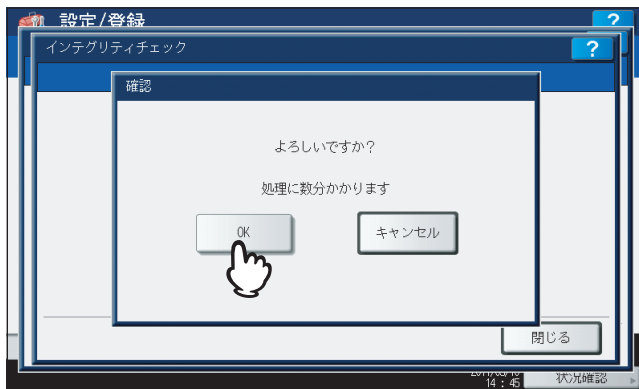 設定/登録
?
インテグリティチェック
?
確認
よろしいですか?
処理に数分かかります
OK
キャンセル
閉じる
14 : 45
状況確認